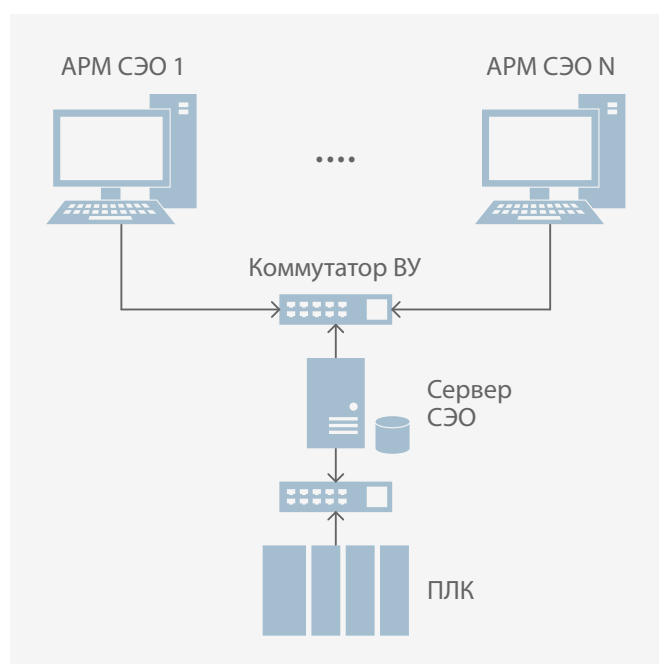 АРМ СЭО 1
АРМ СЭО N
....
Коммутатор ВУ
Сервер
СЭО
ПЛК